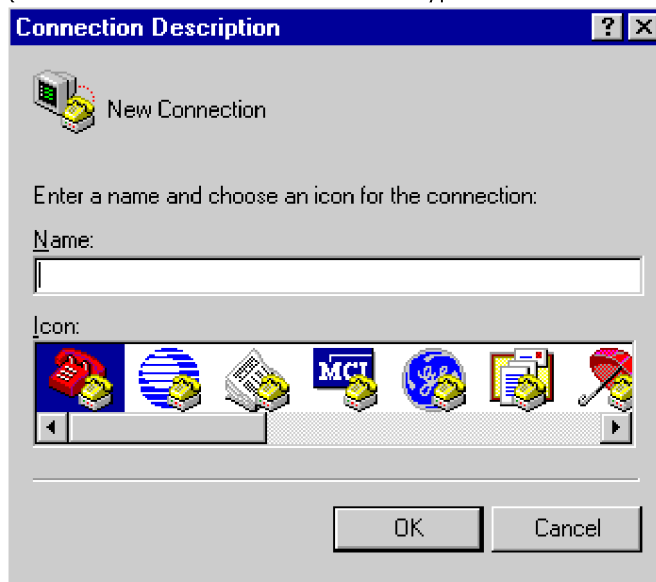 Connection Description
New Connection
Enter a name and choose an icon for the connection:
Name:
Icon:
MCI
OK Cancel